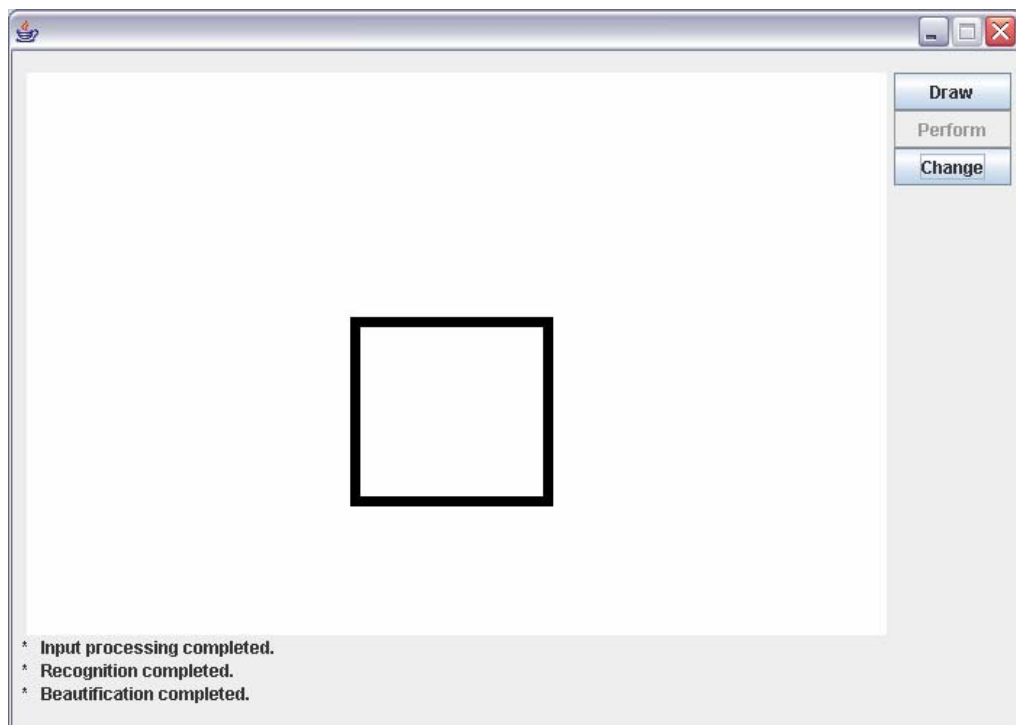 Draw
Perform
Change
* Input processing completed.
* Recognition completed.
* Beautification completed.